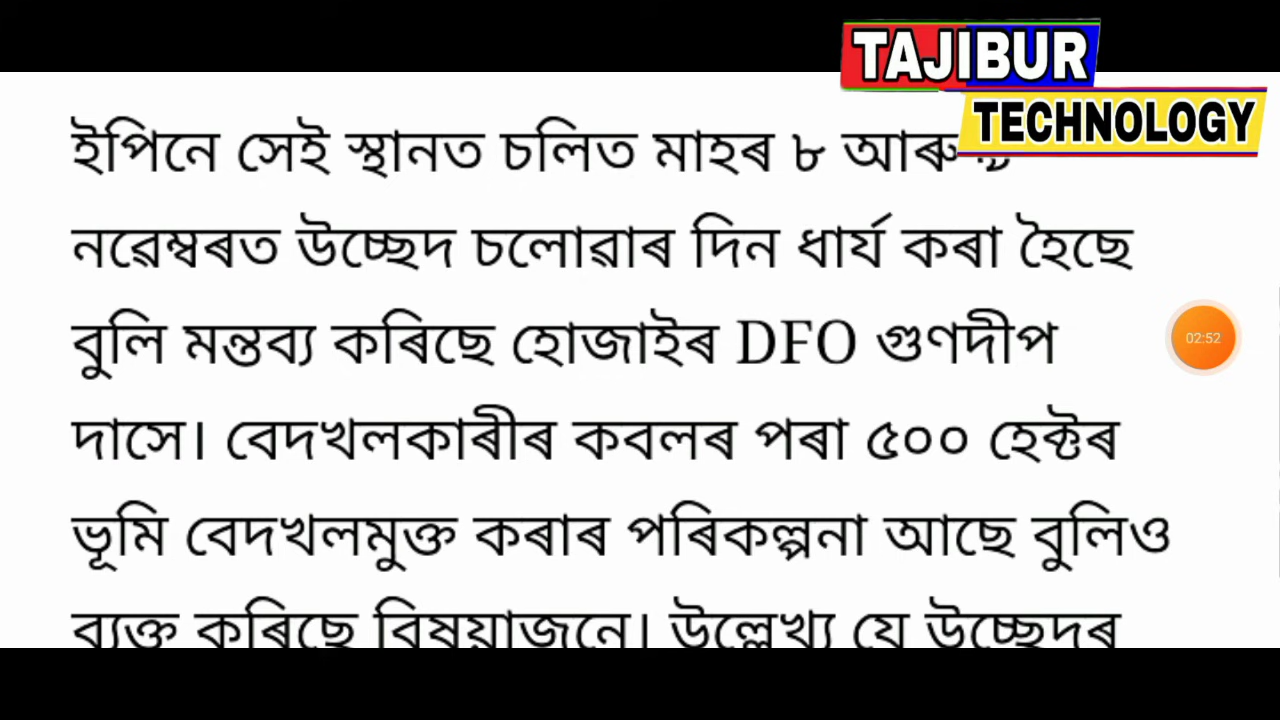 TAJIBUR
TECHNOLOGY
ইপিনে সেই স্থানত চলিত মাহৰ ৮ আৰু
নৱেম্বৰত উচ্ছেদ চলোৱাৰ দিন ধাৰ্য কৰা হৈছে
বুলি মন্তব্য কৰিছে হোজাইৰ DFO গুণদীপ
02:52
দাসে। বেদখলকাৰীৰ কবলৰ পৰা ৫০০ হেক্টৰ
ভূমি বেদখলমুক্ত কৰাৰ পৰিকল্পনা আছে বুলিও
ব্যক্ত কৰিছে বিষয়াজনে। উল্লেখ্য যে উচ্ছেদৰ